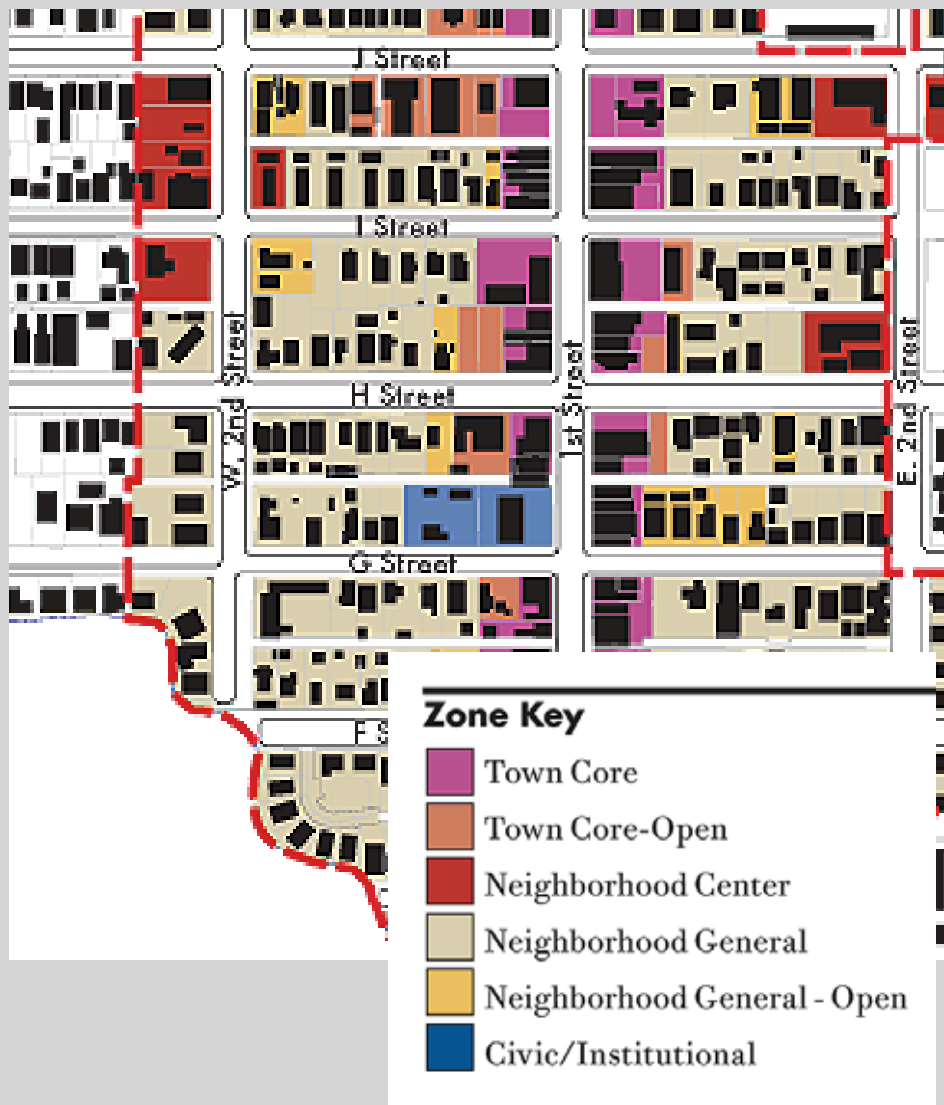 J Street
I Street
W. 2nd Street
H Street
1st Street
E. 2nd Street
G Street
F S
Zone Key
Town Core
Town Core-Open
Neighborhood Center
Neighborhood General
Neighborhood General - Open
Civic/Institutional